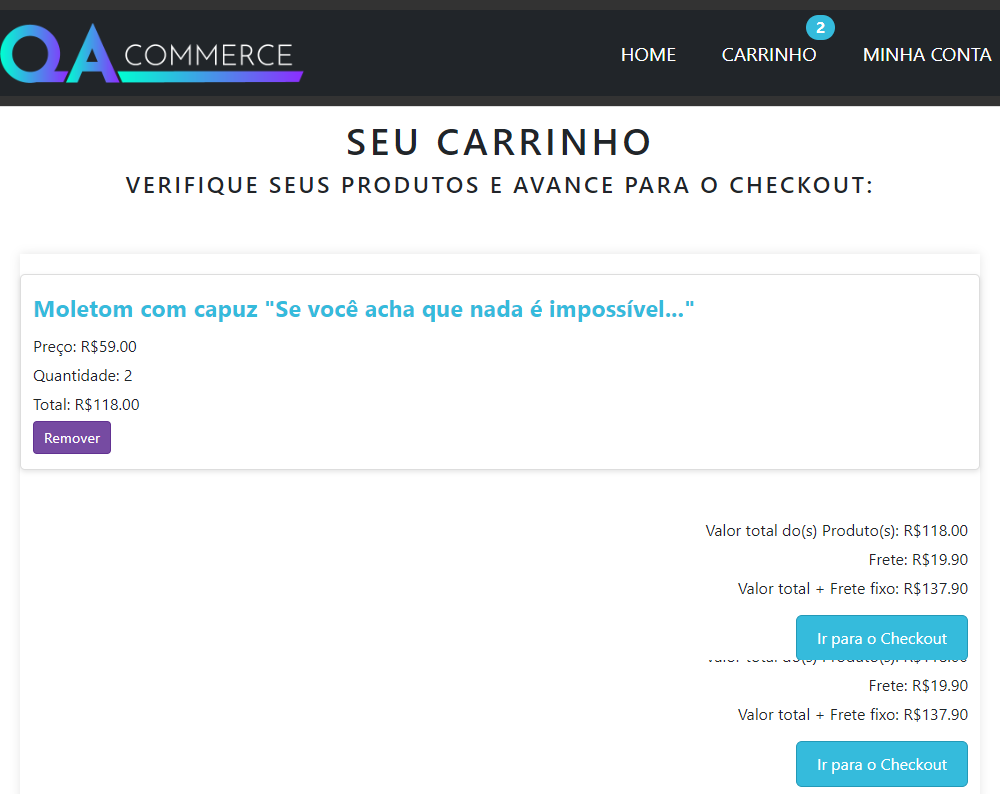 QA COMMERCE
HOME
CARRINHO
2
MINHA CONTA
SEU CARRINHO
VERIFIQUE SEUS PRODUTOS E AVANCE PARA O CHECKOUT:
Moletom com capuz "Se você acha que nada é impossível..."
Preço: R$59.00
Quantidade: 2
Total: R$118.00
Remover
Valor total do(s) Produto(s): R$118.00
Frete: R$19.90
Valor total + Frete fixo: R$137.90
Ir para o Checkout
Frete: R$19.90
Valor total + Frete fixo: R$137.90
Ir para o Checkout